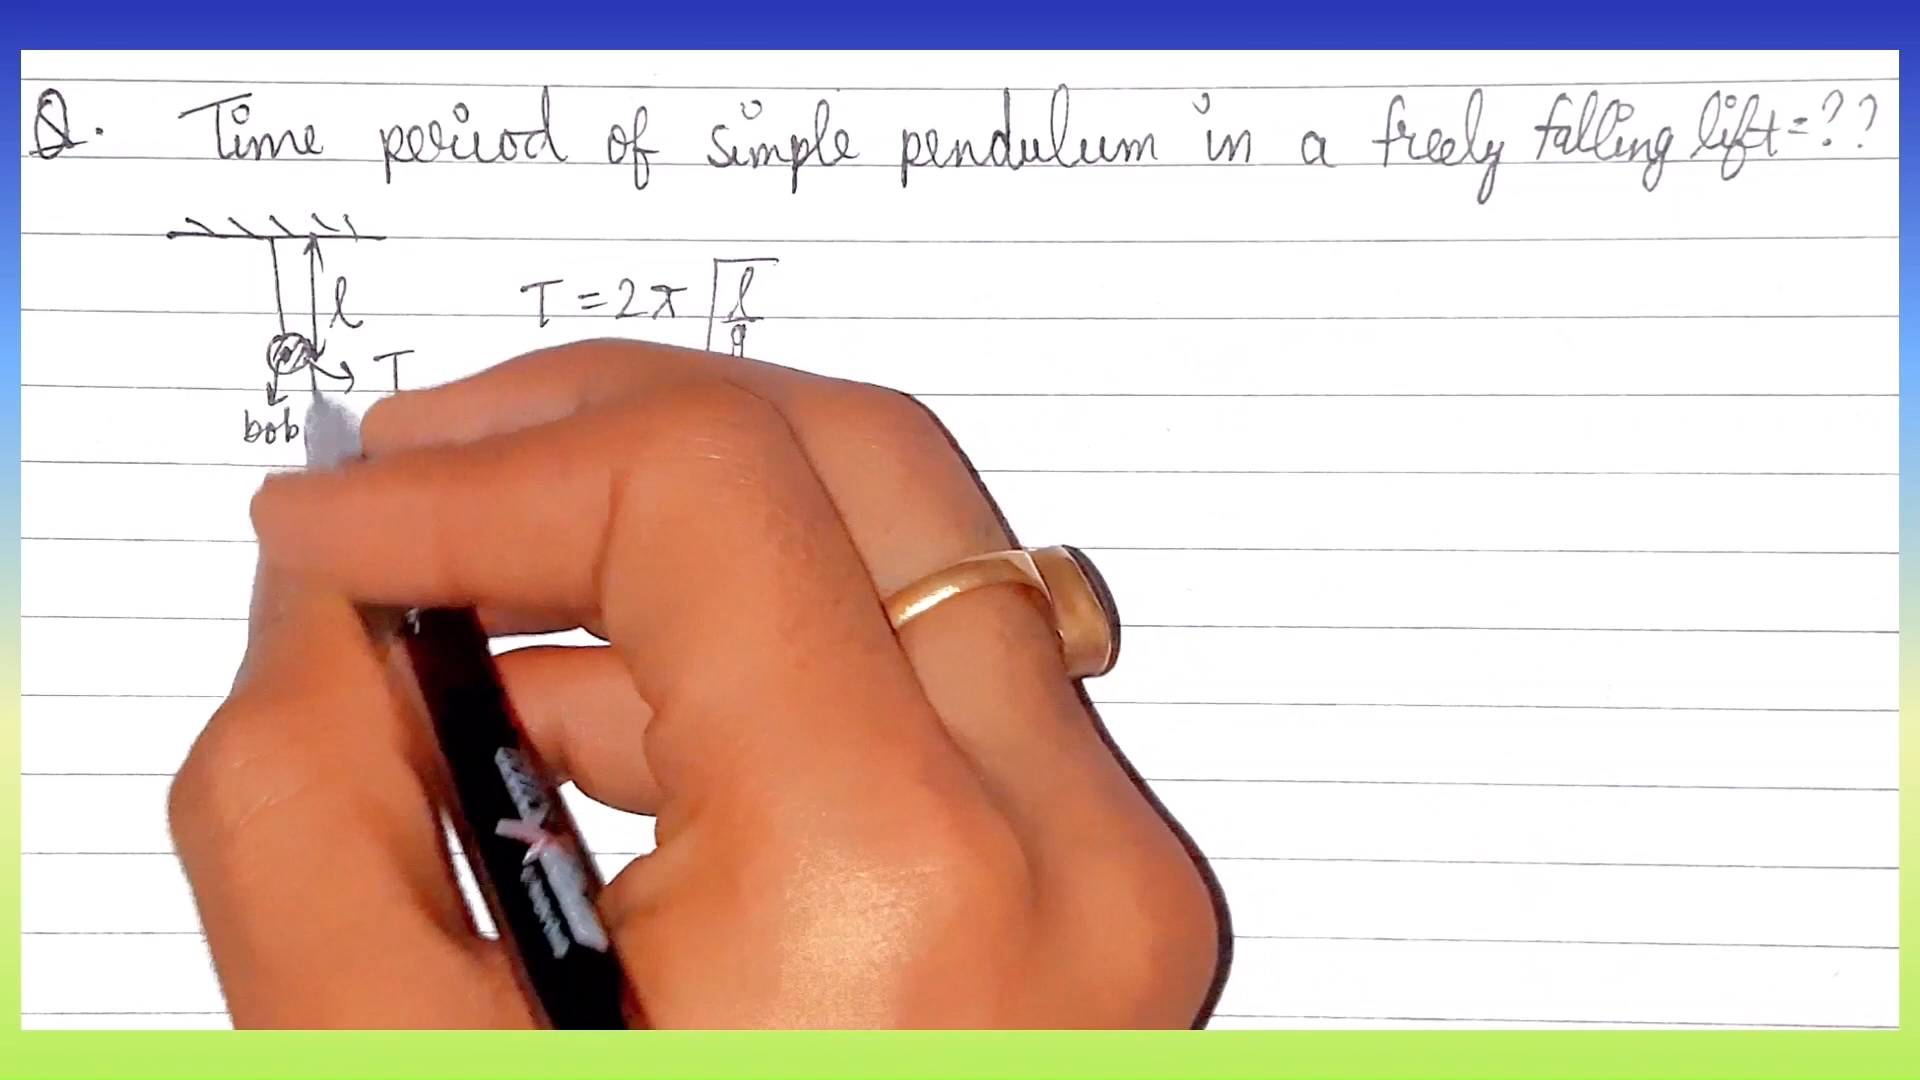 Q. Time period of simple pendulum in a freely falling lift=??
l
T = 2π √l/g
T
bob